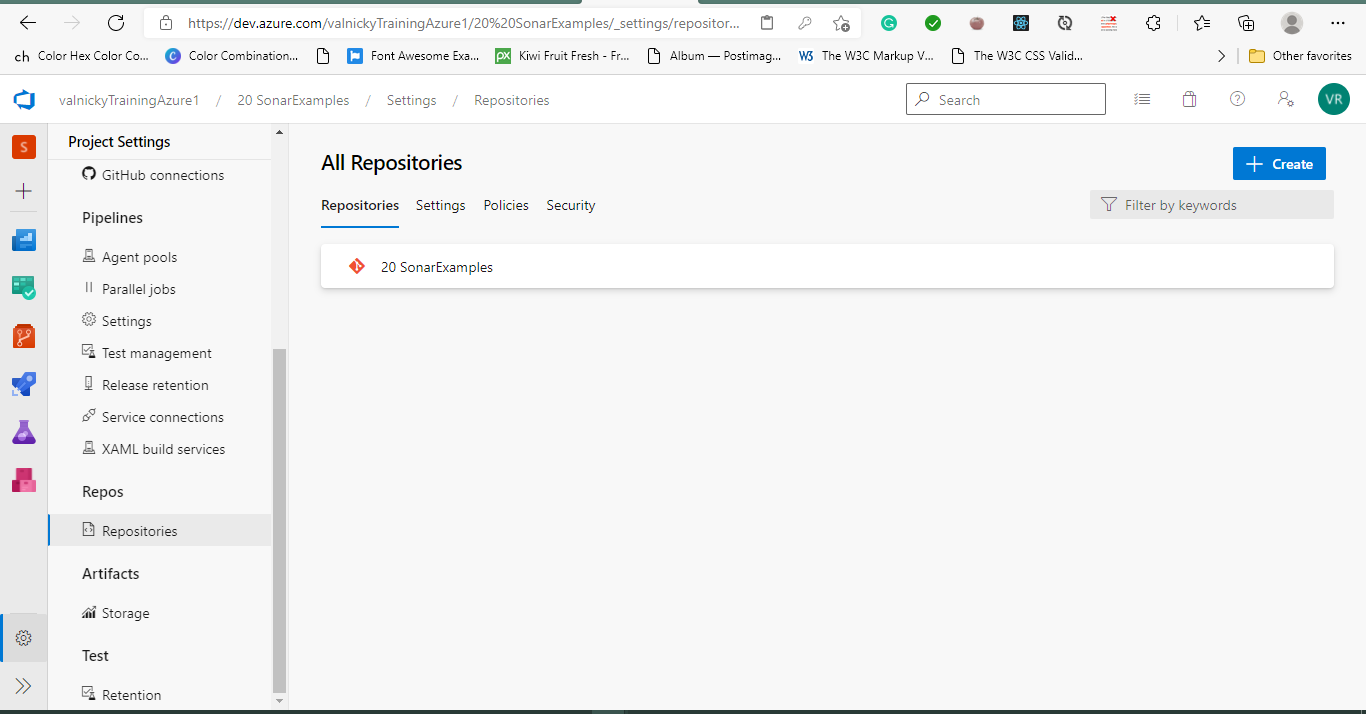 https://dev.azure.com/valnickyTrainingAzure1/20%20SonarExamples/_settings/repositor...
ch Color Hex Color Co...
C Color Combination...
Font Awesome Exa...
px Kiwi Fruit Fresh - Fr...
Album — Postimag...
W3 The W3C Markup V...
The W3C CSS Valid...
Other favorites
valnickyTrainingAzure1 / 20 SonarExamples / Settings / Repositories
Search
VR
S
Project Settings
GitHub connections
Pipelines
Agent pools
Parallel jobs
Settings
Test management
Release retention
Service connections
XAML build services
Repos
Repositories
Artifacts
Storage
Test
Retention
All Repositories
Create
Repositories Settings Policies Security
Filter by keywords
20 SonarExamples